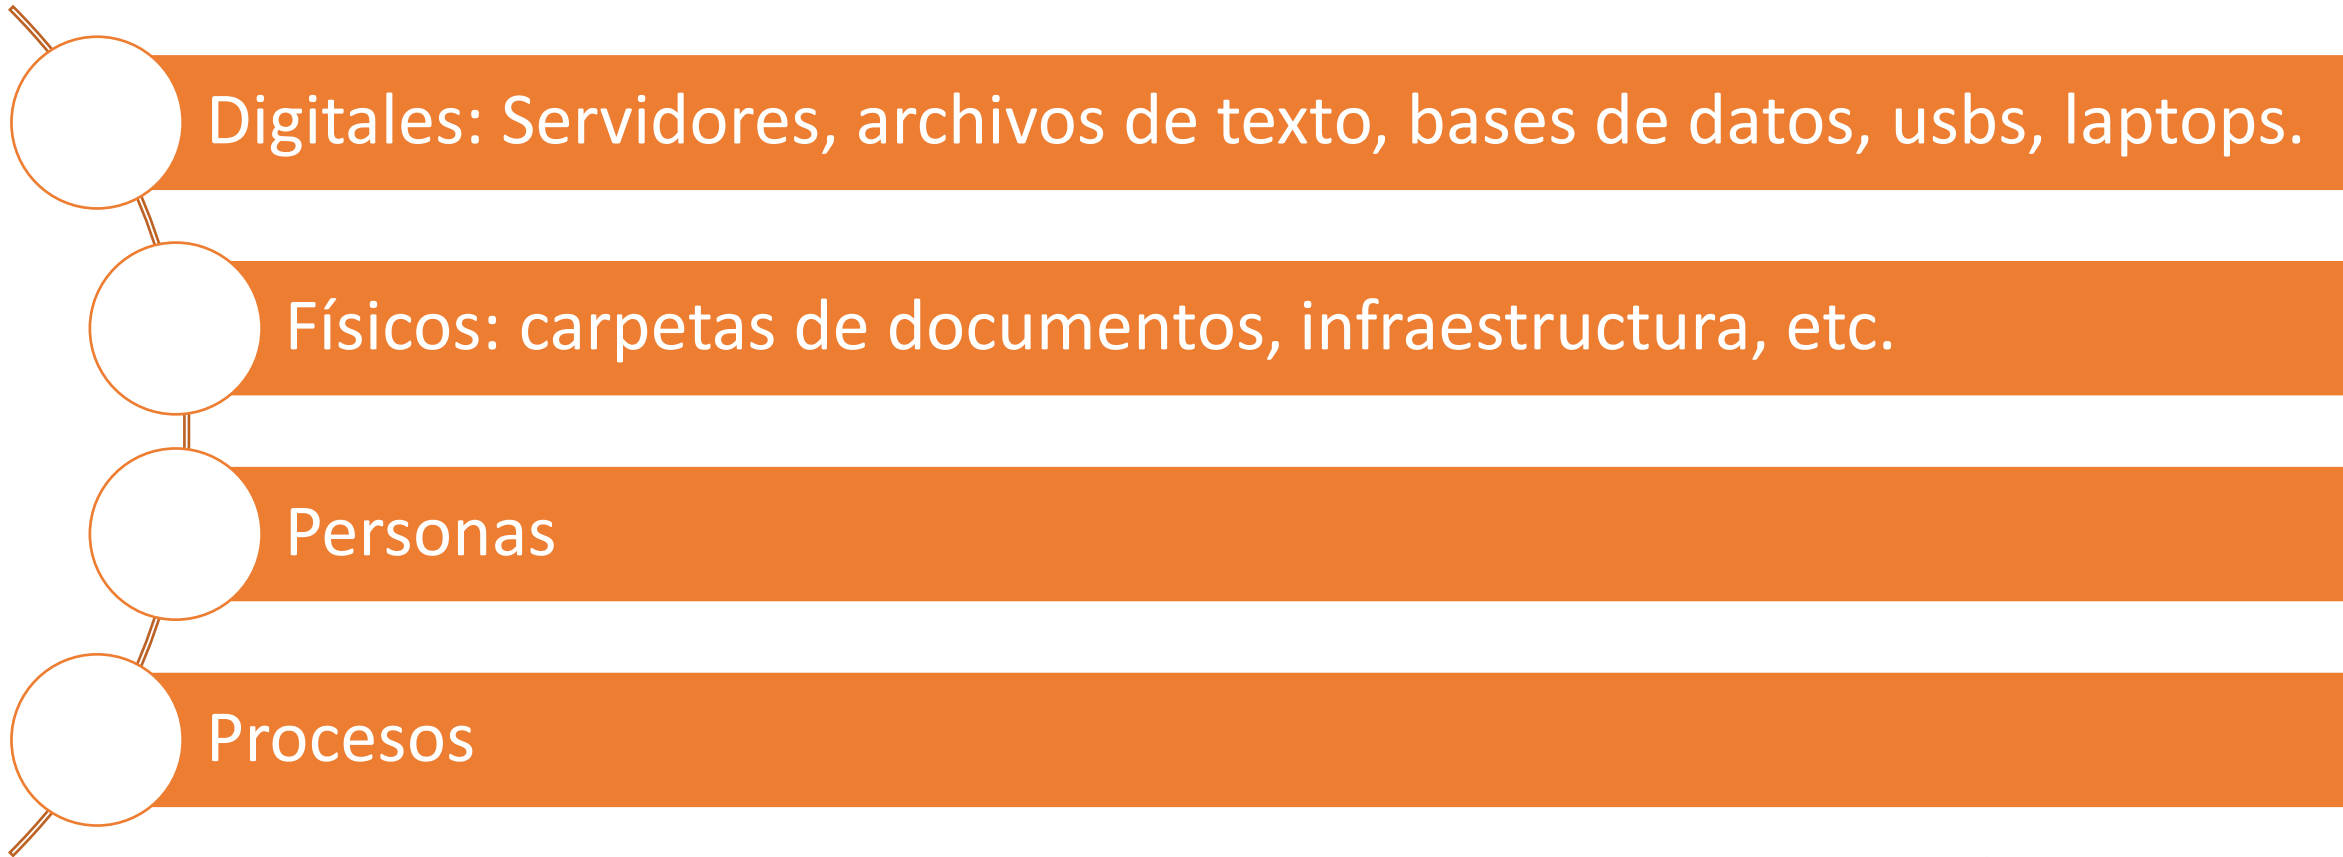 Digitales: Servidores, archivos de texto, bases de datos, usbs, laptops.
Físicos: carpetas de documentos, infraestructura, etc.
Personas
Procesos